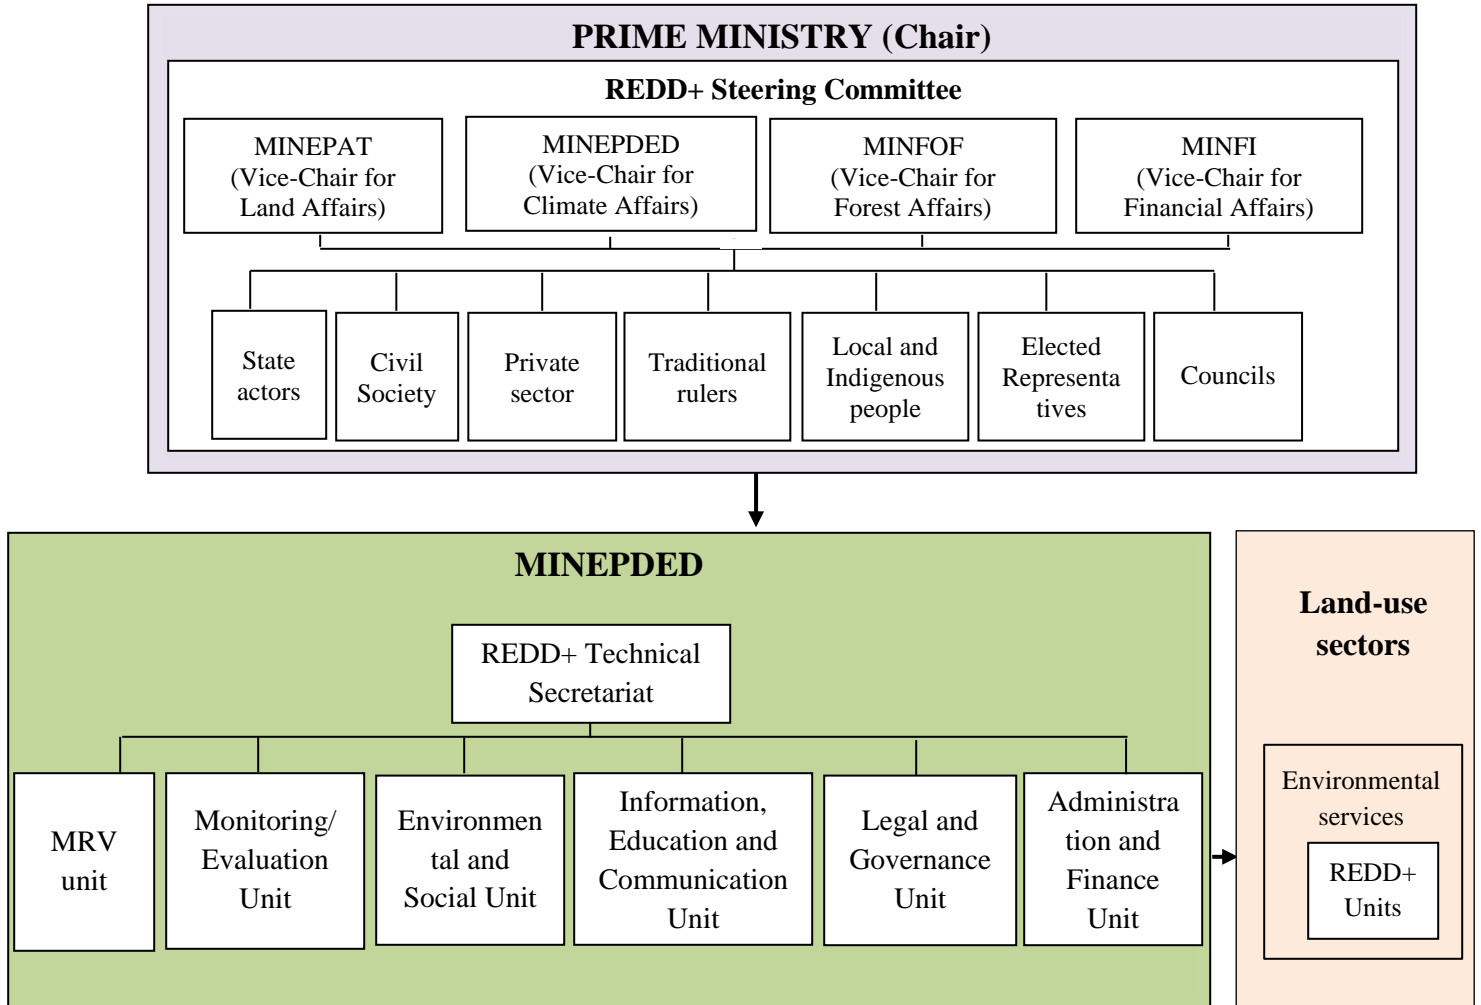 PRIME MINISTRY (Chair)
REDD+ Steering Committee
MINEPAT
(Vice-Chair for
Land Affairs)
MINEPDED
(Vice-Chair for
Climate Affairs)
MINFOF
(Vice-Chair for
Forest Affairs)
MINFI
(Vice-Chair for
Financial Affairs)
State
actors
Civil
Society
Private
sector
Traditional
rulers
Local and
Indigenous
people
Elected
Representa
tives
Councils
MINEPDED
REDD+ Technical
Secretariat
MRV
unit
Monitoring/
Evaluation
Unit
Environmen
tal and
Social Unit
Information,
Education and
Communication
Unit
Legal and
Governance
Unit
Administra
tion and
Finance
Unit
Land-use
sectors
Environmental
services
REDD+
Units